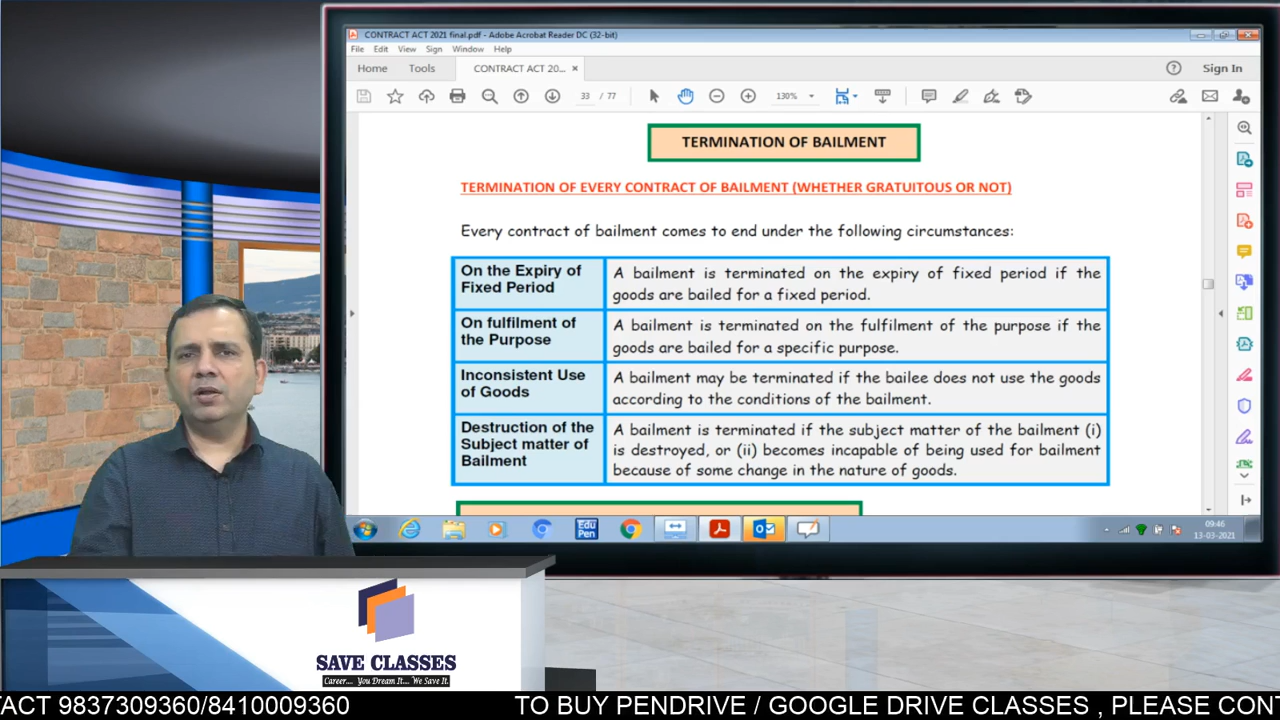 CONTRACT ACT 2021 final.pdf - Adobe Acrobat Reader DC (32-bit)
File Edit View Sign Window Help
Home Tools CONTRACT ACT 20... × Sign In
33 / 77 130%
TERMINATION OF BAILMENT
TERMINATION OF EVERY CONTRACT OF BAILMENT (WHETHER GRATUITOUS OR NOT)
Every contract of bailment comes to end under the following circumstances:
On the Expiry of
Fixed Period
A bailment is terminated on the expiry of fixed period if the
goods are bailed for a fixed period.
On fulfilment of
the Purpose
A bailment is terminated on the fulfilment of the purpose if the
goods are bailed for a specific purpose.
Inconsistent Use
of Goods
A bailment may be terminated if the bailee does not use the goods
according to the conditions of the bailment.
Destruction of the
Subject matter of
Bailment
A bailment is terminated if the subject matter of the bailment (i)
is destroyed, or (ii) becomes incapable of being used for bailment
because of some change in the nature of goods.
Edu
Pen
09:46
13-03-2021
SAVE CLASSES
Career.... You Dream It... We Save It.
TACT 9837309360/8410009360 TO BUY PENDRIVE / GOOGLE DRIVE CLASSES , PLEASE CONT